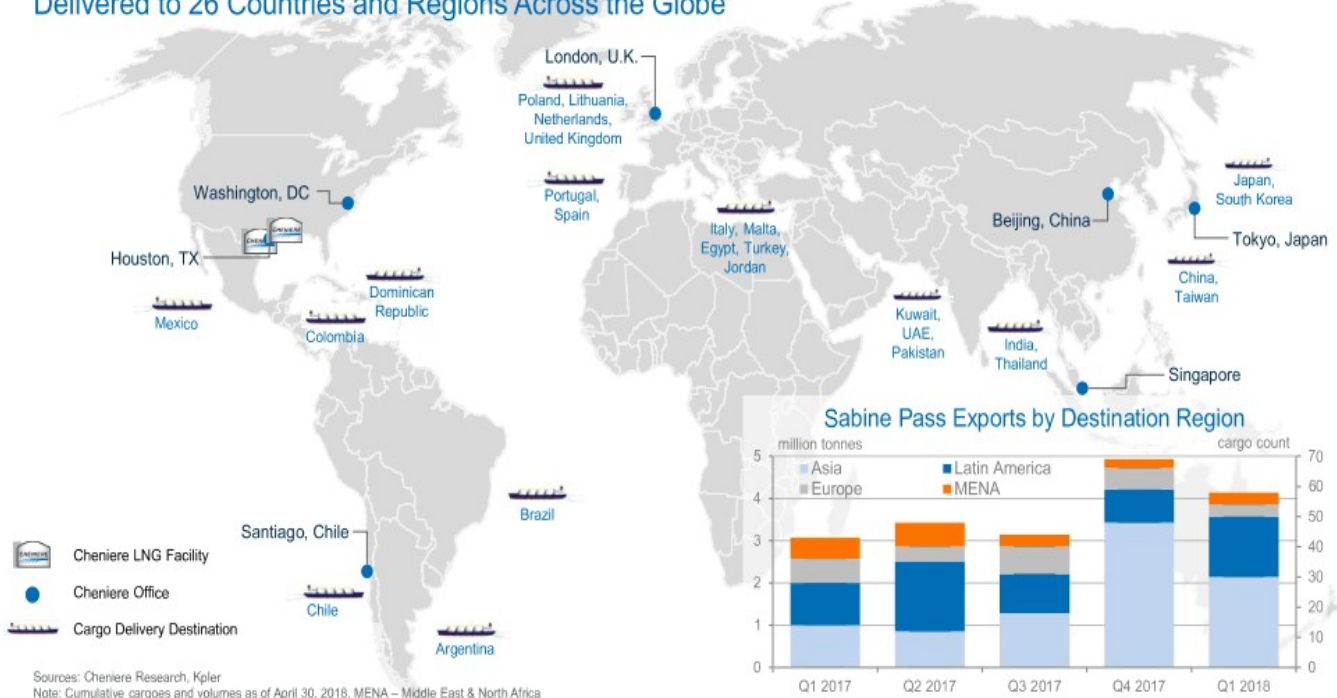 Delivered to 26 Countries and Regions Across the Globe
London, U.K.
Poland, Lithuania,
Netherlands,
United Kingdom
Washington, DC
Portugal,
Spain
Japan,
South Korea
Beijing, China
Tokyo, Japan
Italy, Malta,
Egypt, Turkey,
Jordan
CHENIERE
Houston, TX
China,
Taiwan
Dominican
Republic
Mexico
Colombia
Kuwait,
UAE,
Pakistan
India,
Thailand
Singapore
Brazil
Santiago, Chile
Chile
Argentina
CHENIERE
Cheniere LNG Facility
Cheniere Office
Cargo Delivery Destination
Sabine Pass Exports by Destination Region
million tonnes
cargo count
Asia
Latin America
Europe
MENA
5
4
3
2
1
0
70
60
50
40
30
20
10
0
Q1 2017
Q2 2017
Q3 2017
Q4 2017
Q1 2018
Sources: Cheniere Research, Kpler
Note: Cumulative cargoes and volumes as of April 30, 2018. MENA – Middle East & North Africa